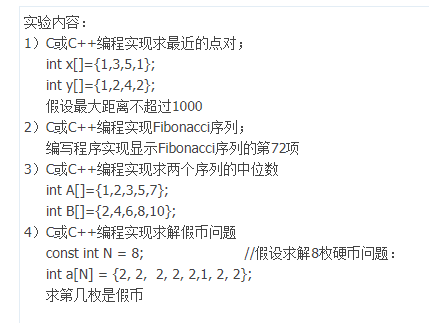 实验内容：
1）C或C++编程实现求最近的点对；
int x[]={1,3,5,1};
int y[]={1,2,4,2};
假设最大距离不超过1000
2）C或C++编程实现Fibonacci序列；
编写程序实现显示Fibonacci序列的第72项
3）C或C++编程实现求两个序列的中位数
int A[]={1,2,3,5,7};
int B[]={2,4,6,8,10};
4）C或C++编程实现求解假币问题
const int N = 8; //假设求解8枚硬币问题：
int a[N] = {2, 2, 2, 2, 2,1, 2, 2};
求第几枚是假币